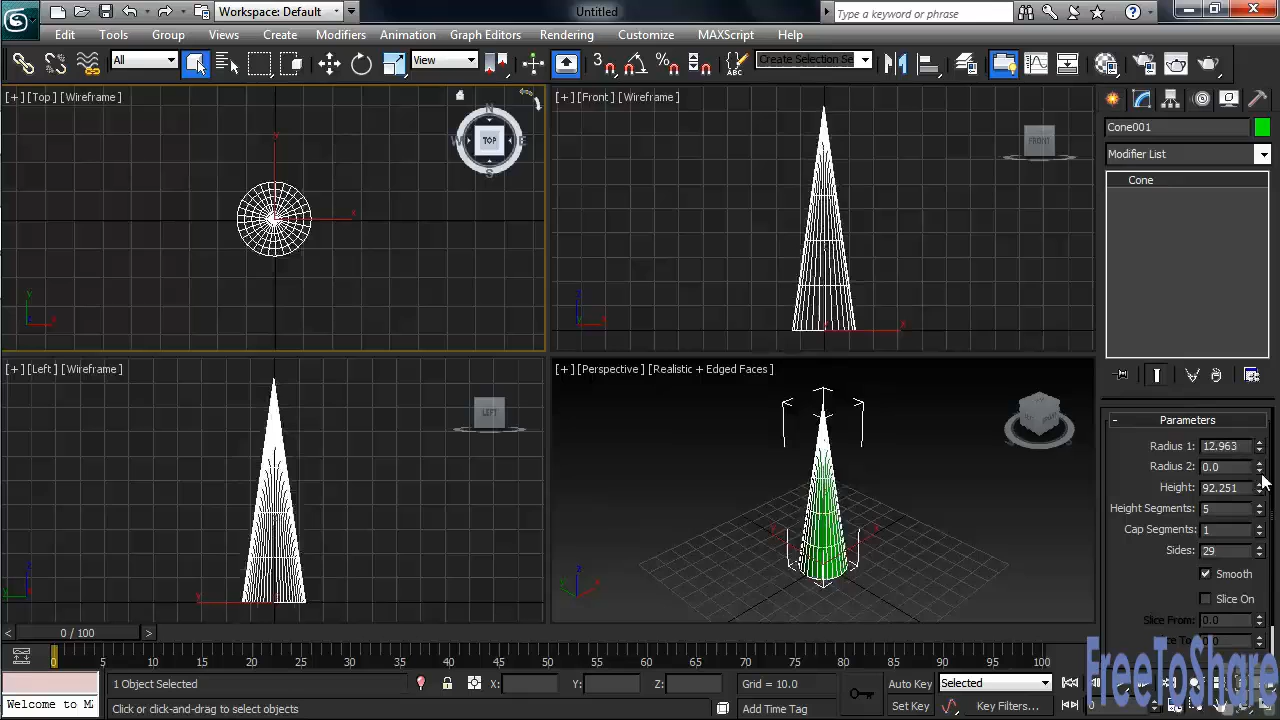 Workspace: Default
Untitled
Type a keyword or phrase
Edit Tools Group Views Create Modifiers Animation Graph Editors Rendering Customize MAXScript Help
All
View
3
Create Selection Se
[+] [Top] [Wireframe]
N
W TOP E
S
y
x
[+] [Front] [Wireframe]
FRONT
x
z
x
Cone001
Modifier List
Cone
[+] [Left] [Wireframe]
LEFT
[+] [Perspective] [Realistic + Edged Faces]
Parameters
Radius 1: 12.963
Radius 2: 0.0
Height: 92.251
Height Segments: 5
Cap Segments: 1
Sides: 29
Smooth
Slice On
Slice From: 0.0
0 / 100
0 5 10 15 20 25 30 35 40 45 50 55 60 65 70 75 80 85 90 95 100
FreeToShare
1 Object Selected
X: Y: Z:
Grid = 10.0
Auto Key
Selected
Welcome to M
Click or click-and-drag to select objects
Add Time Tag
Set Key
Key Filters...